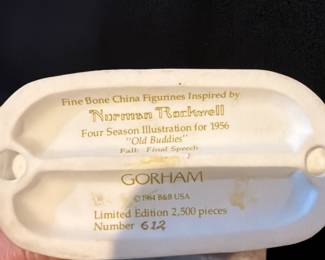 Fine Bone China Figurines Inspired by
Norman Rockwell
Four Season Illustration for 1956
"Old Buddies"
Fall: Final Speech
GORHAM
© 1984 B&B USA
Limited Edition 2,500 pieces
Number 612